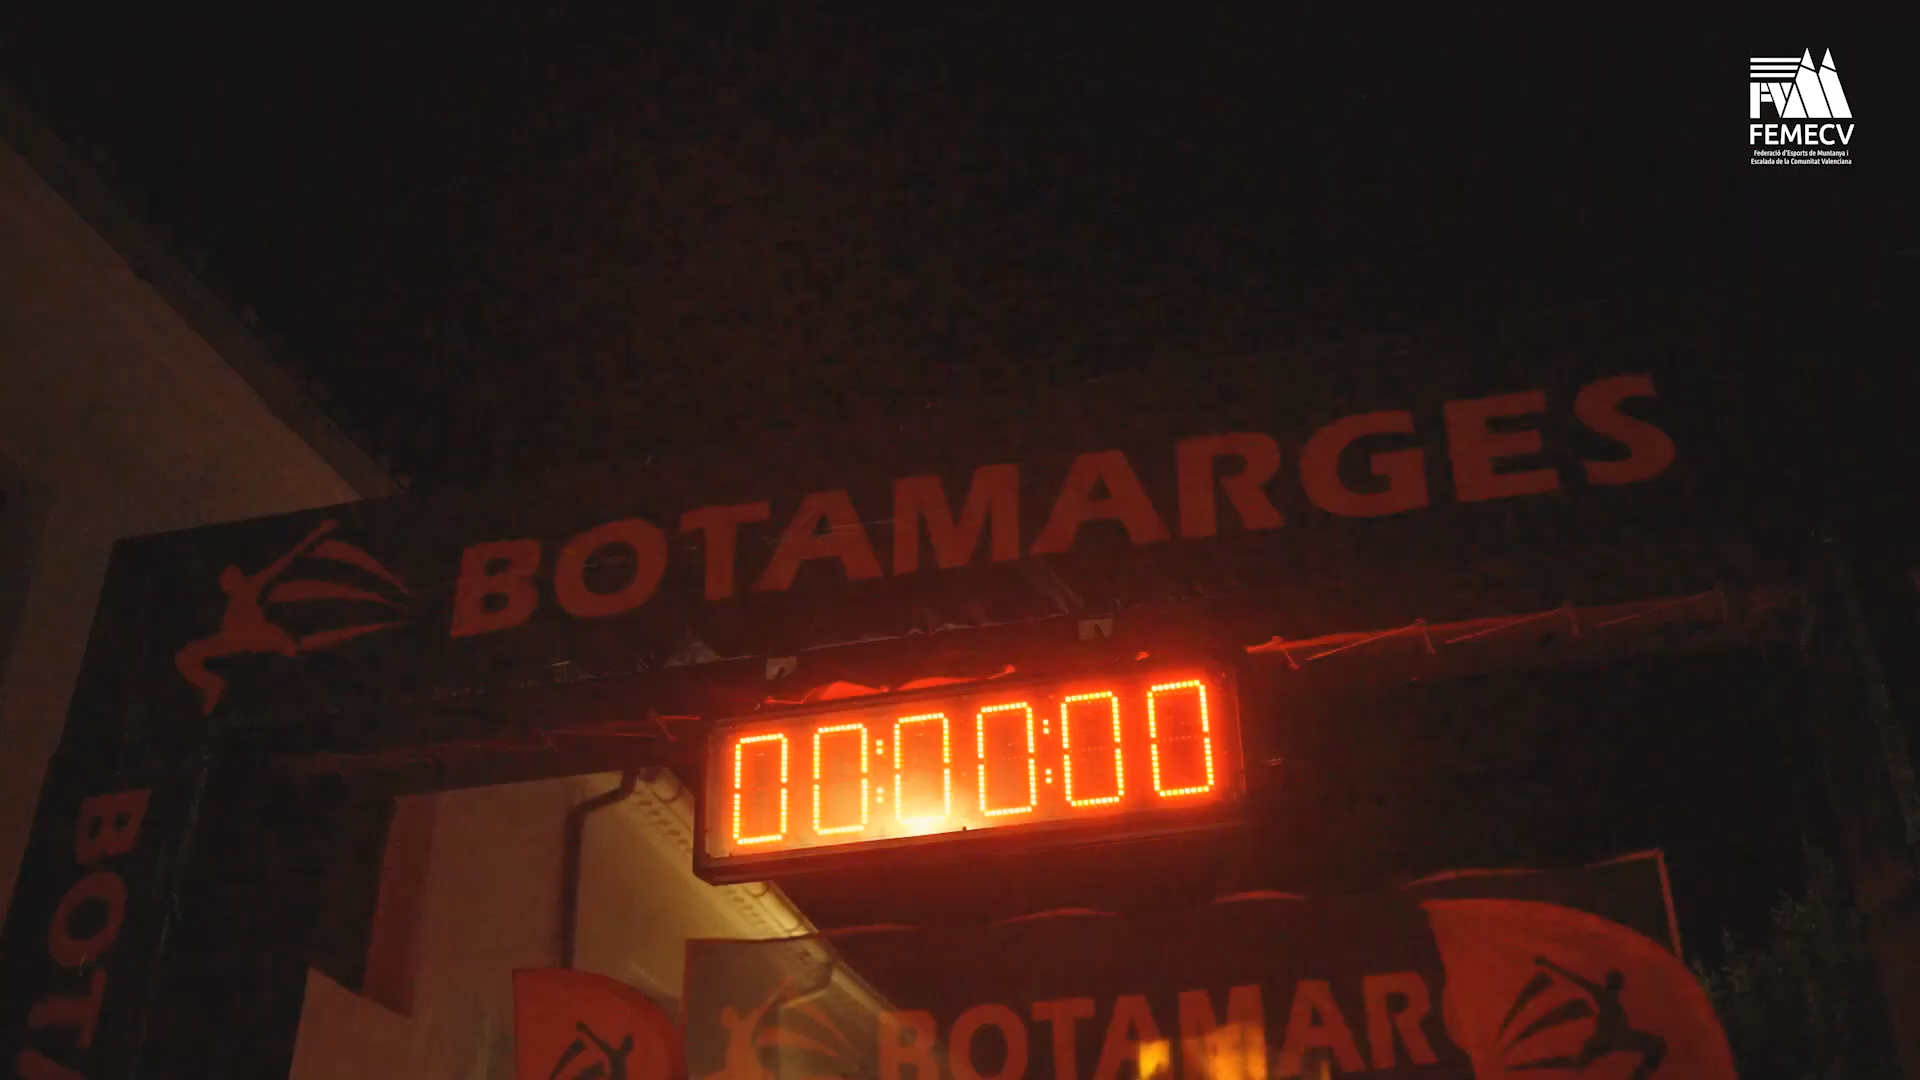 FEMECV
Federació d'Esports de Muntanya i
Escalada de la Comunitat Valenciana
BOTAMARGES
00:00:00
BOTA
BOTAMAR